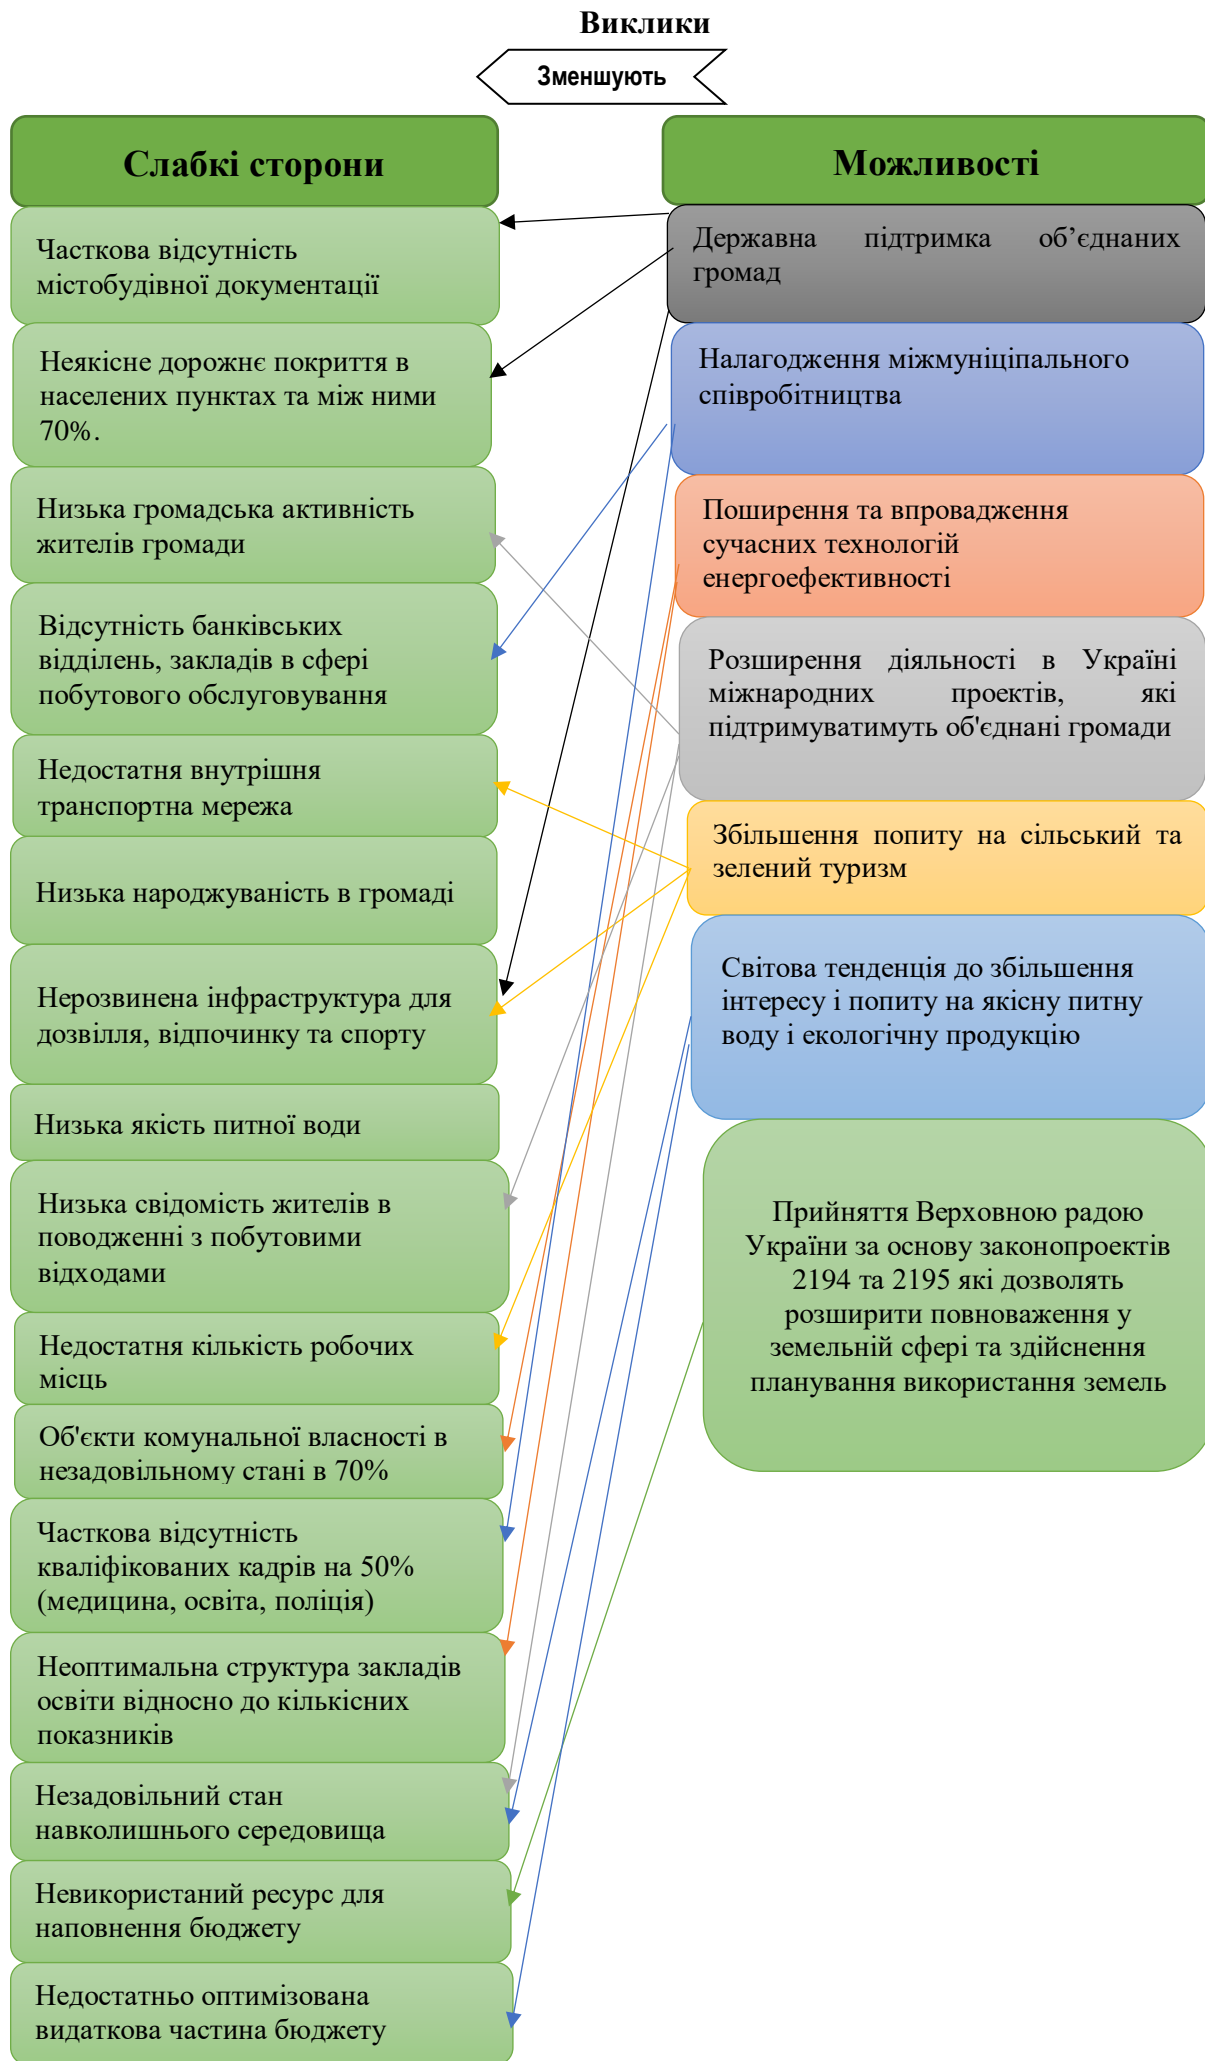 Виклики
Зменшують
Слабкі сторони
Часткова відсутність
містобудівної документації
Неякісне дорожнє покриття в
населених пунктах та між ними
70%.
Низька громадська активність
жителів громади
Відсутність банківських
відділень, закладів в сфері
побутового обслуговування
Недостатня внутрішня
транспортна мережа
Низька народжуваність в громаді
Нерозвинена інфраструктура для
дозвілля, відпочинку та спорту
Низька якість питної води
Низька свідомість жителів в
поводженні з побутовими
відходами
Недостатня кількість робочих
місць
Об'єкти комунальної власності в
незадовільному стані в 70%
Часткова відсутність
кваліфікованих кадрів на 50%
(медицина, освіта, поліція)
Неоптимальна структура закладів
освіти відносно до кількісних
показників
Незадовільний стан
навколишнього середовища
Невикористаний ресурс для
наповнення бюджету
Недостатньо оптимізована
видаткова частина бюджету
Можливості
Державна підтримка об’єднаних
громад
Налагодження міжмуніципального
співробітництва
Поширення та впровадження
сучасних технологій
енергоефективності
Розширення діяльності в Україні
міжнародних проектів, які
підтримуватимуть об'єднані громади
Збільшення попиту на сільський та
зелений туризм
Світова тенденція до збільшення
інтересу і попиту на якісну питну
воду і екологічну продукцію
Прийняття Верховною радою
України за основу законопроектів
2194 та 2195 які дозволять
розширити повноваження у
земельній сфері та здійснення
планування використання земель